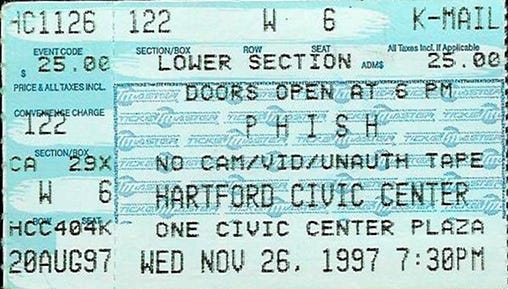 HC1126 122 W 6 K-MAIL
EVENT CODE SECTION/BOX ROW SEAT All Taxes Incl. If Applicable
$ 25.00 LOWER SECTION ADM$ 25.00
PRICE & ALL TAXES INCL. DOORS OPEN AT 6 PM
CONVENIENCE CHARGE
122 PHISH
SECTION/BOX
CA 29X NO CAM/VID/UNAUTH TAPE
W 6 HARTFORD CIVIC CENTER
ROW SEAT
HCC404K ONE CIVIC CENTER PLAZA
20AUG97 WED NOV 26, 1997 7:30PM